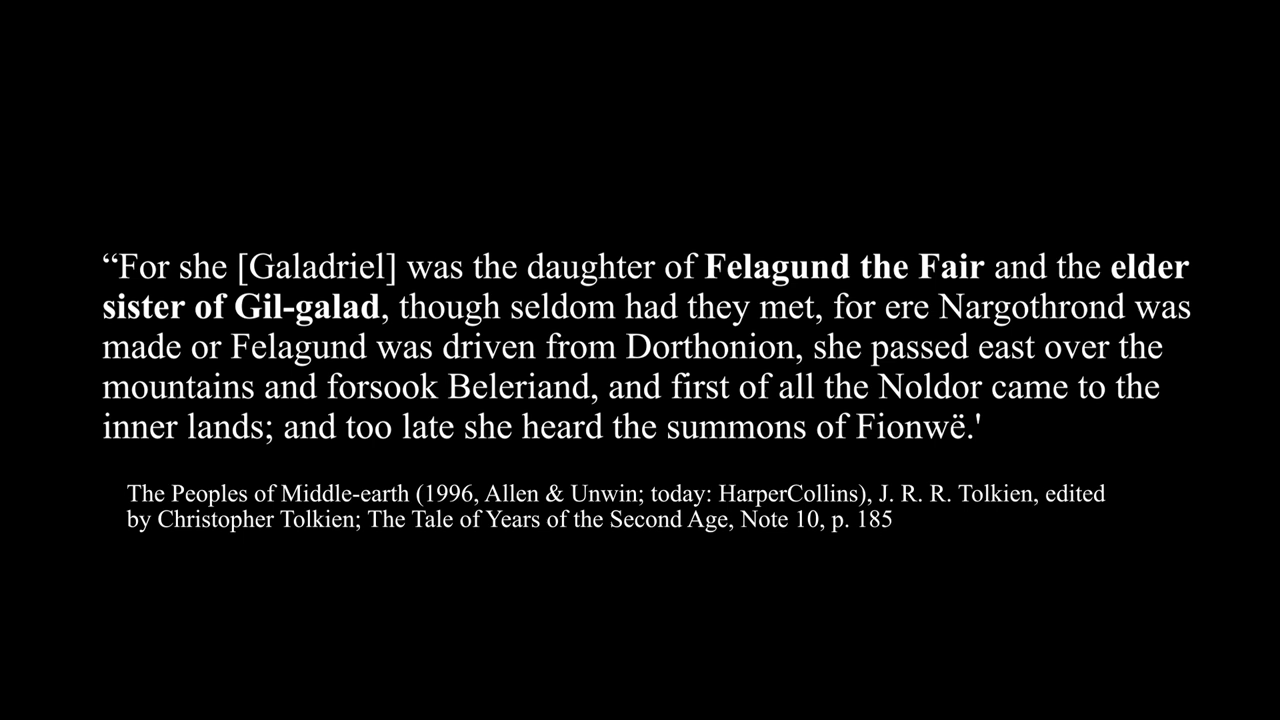 “For she [Galadriel] was the daughter of Felagund the Fair and the elder
sister of Gil-galad, though seldom had they met, for ere Nargothrond was
made or Felagund was driven from Dorthonion, she passed east over the
mountains and forsook Beleriand, and first of all the Noldor came to the
inner lands; and too late she heard the summons of Fionwë.'
The Peoples of Middle-earth (1996, Allen & Unwin; today: HarperCollins), J. R. R. Tolkien, edited
by Christopher Tolkien; The Tale of Years of the Second Age, Note 10, p. 185